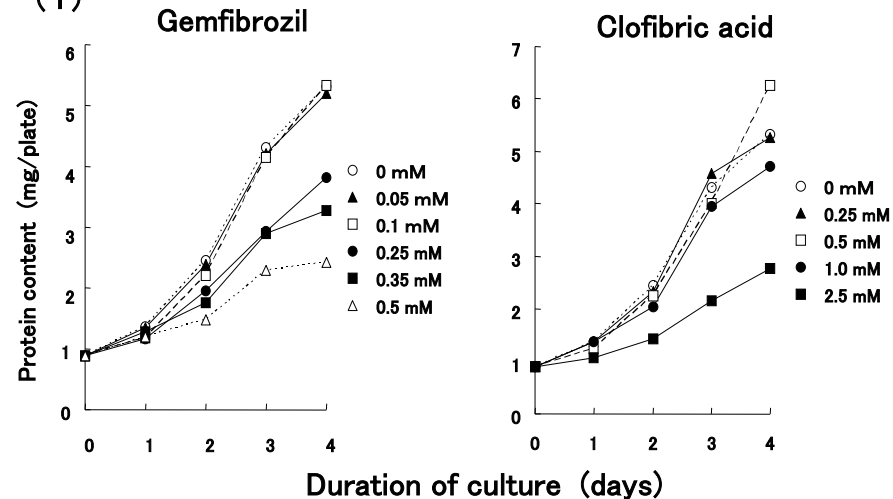 (1)
Gemfibrozil
Protein content (mg/plate)
6
5
4
3
2
1
0
0 1 2 3 4
0 mM
0.05 mM
0.1 mM
0.25 mM
0.35 mM
0.5 mM
Clofibric acid
7
6
5
4
3
2
1
0
0 1 2 3 4
0 mM
0.25 mM
0.5 mM
1.0 mM
2.5 mM
Duration of culture (days)